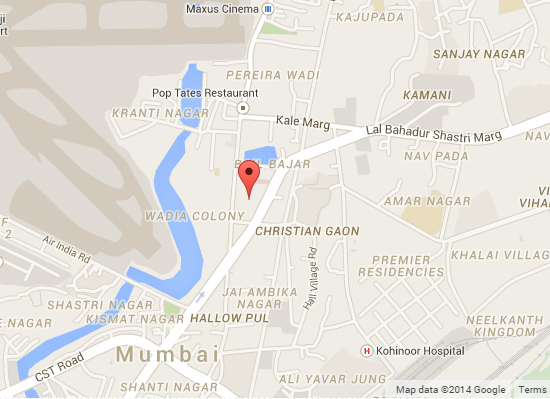 Maxus Cinema
KAJUPADA
SANJAY NAGAR
PEREIRA WADI
KAMANI
Pop Tates Restaurant
KRANTI NAGAR
Kale Marg
Lal Bahadur Shastri Marg
BAJAR
NAV PADA
AMAR NAGAR
WADIA COLONY
CHRISTIAN GAON
Air India Rd
2
PREMIER
RESIDENCIES
KHALAI VILLAGE
Hall Village Rd
JAI AMBIKA
NAGAR
SHASTRI NAGAR
KISMAT NAGAR
HALLOW PUL
NEELKANTH
KINGDOM
E NAGAR
Mumbai
Kohinoor Hospital
H
CST Road
SHANTI NAGAR
ALI YAVAR JUNG
Map data ©2014 Google
Terms